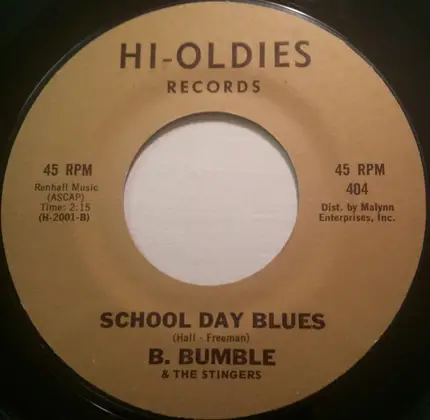 HI-OLDIES
RECORDS
45 RPM
Renhall Music
(ASCAP)
Time: 2:15
(H-2001-B)
45 RPM
404
Dist. by Malynn
Enterprises, Inc.
SCHOOL DAY BLUES
(Hall - Freeman)
B. BUMBLE
& THE STINGERS